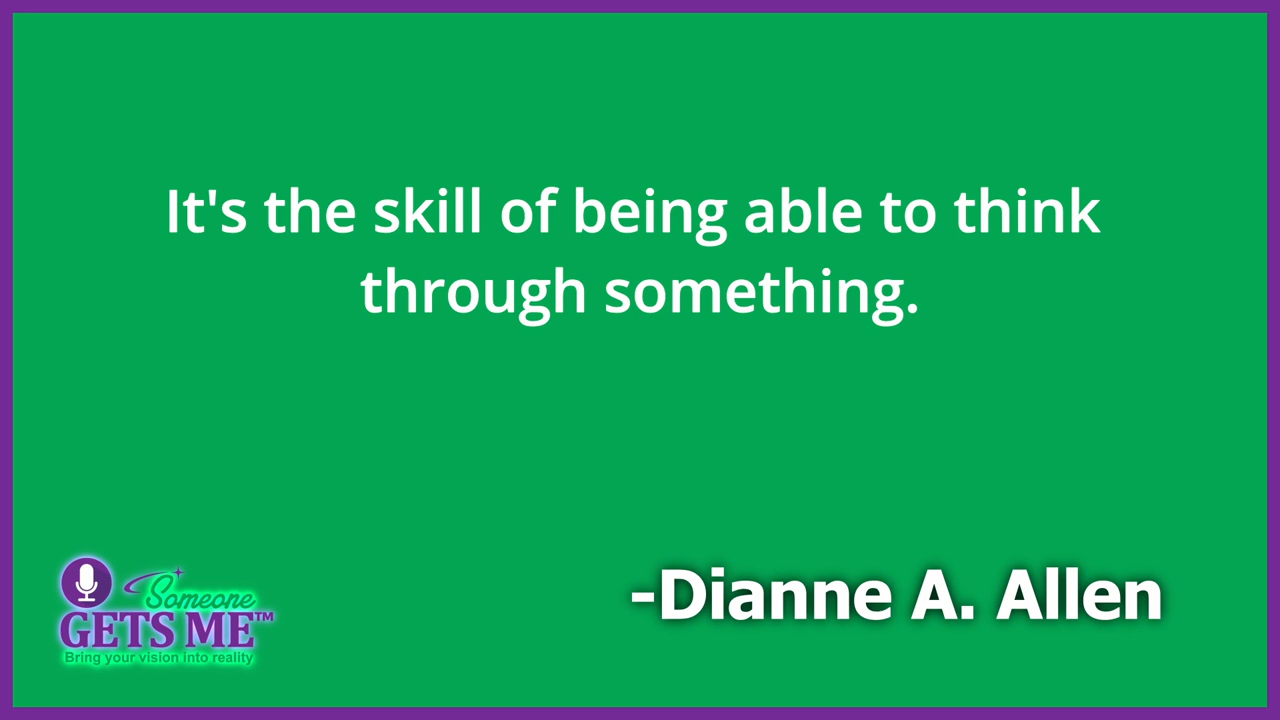 It's the skill of being able to think
through something.
-Dianne A. Allen
Someone
GETS ME™
Bring your vision into reality